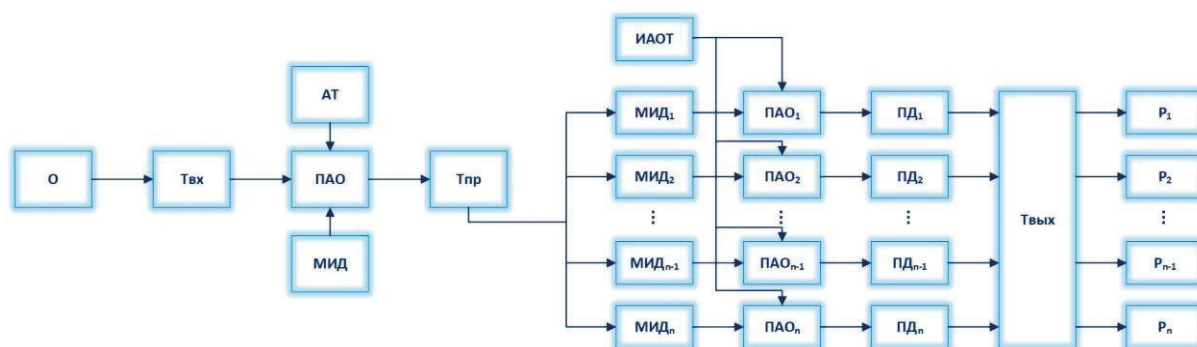 ИАОТ
АТ
МИД₁ ПАО₁ ПД₁ Р₁
О Твх ПАО Тпр МИД₂ ПАО₂ ПД₂ Р₂
⋮ ⋮ ⋮ Твых ⋮
МИД МИДn-1 ПАОn-1 ПДn-1 Рn-1
МИДn ПАОn ПДn Рn